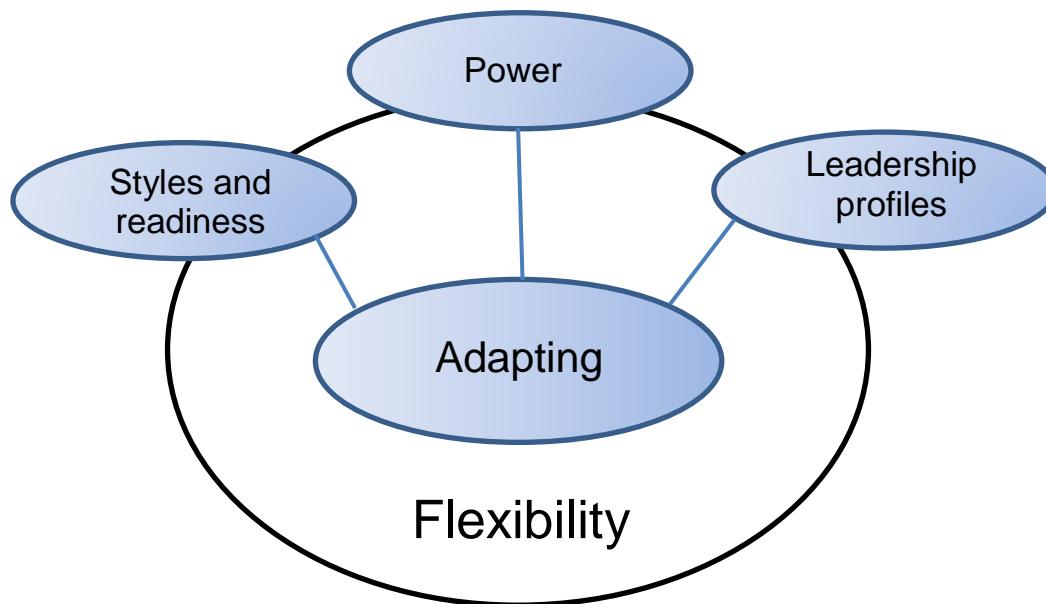 Power
Styles and
readiness
Leadership
profiles
Adapting
Flexibility